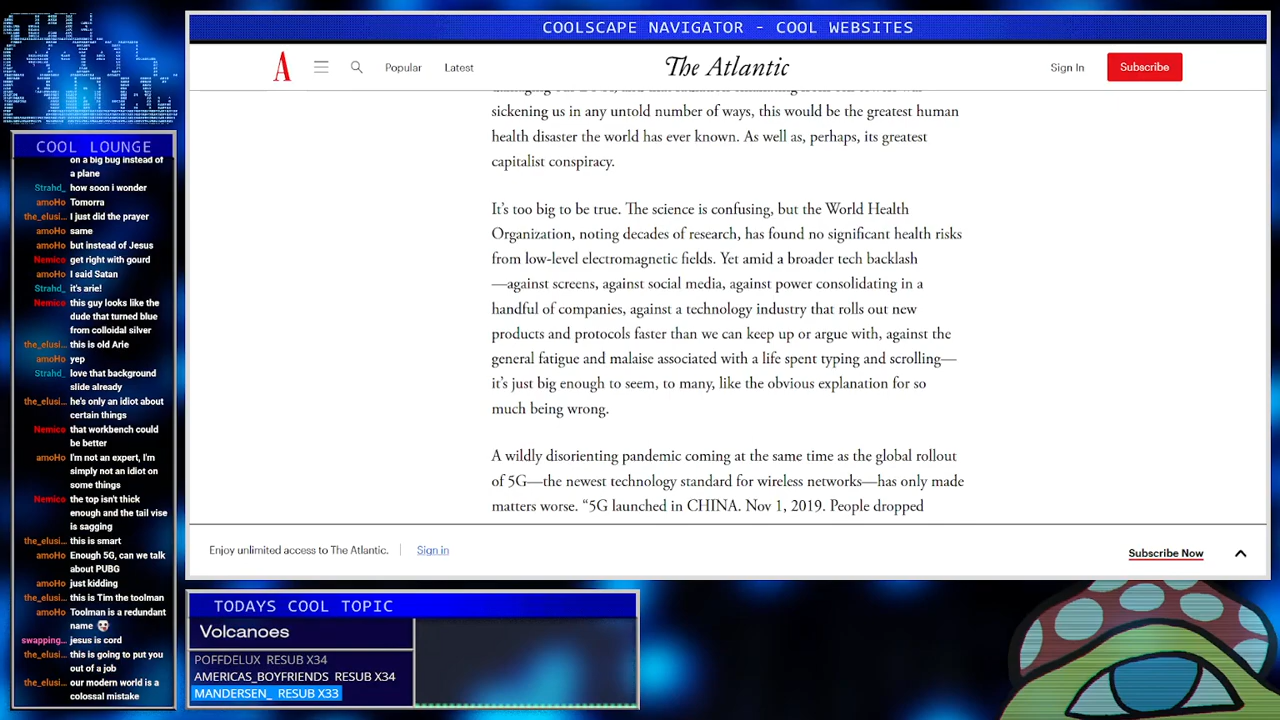 COOLSCAPE NAVIGATOR - COOL WEBSITES
A
Popular
Latest
The Atlantic
Sign In
Subscribe
sickening us in any untold number of ways, this would be the greatest human
health disaster the world has ever known. As well as, perhaps, its greatest
capitalist conspiracy.
It's too big to be true. The science is confusing, but the World Health
Organization, noting decades of research, has found no significant health risks
from low-level electromagnetic fields. Yet amid a broader tech backlash
—against screens, against social media, against power consolidating in a
handful of companies, against a technology industry that rolls out new
products and protocols faster than we can keep up or argue with, against the
general fatigue and malaise associated with a life spent typing and scrolling—
it's just big enough to seem, to many, like the obvious explanation for so
much being wrong.
A wildly disorienting pandemic coming at the same time as the global rollout
of 5G—the newest technology standard for wireless networks—has only made
matters worse. “5G launched in CHINA. Nov 1, 2019. People dropped
Enjoy unlimited access to The Atlantic.
Sign in
Subscribe Now
COOL LOUNGE
on a big bug instead of
a plane
Strahd_ how soon i wonder
amoHo Tomorra
the_elusi... I just did the prayer
amoHo same
amoHo but instead of Jesus
Nemico get right with gourd
amoHo I said Satan
Strahd_ it's arie!
Nemico this guy looks like the
dude that turned blue
from colloidal silver
the_elusi... this is old Arie
amoHo yep
Strahd_ love that background
slide already
the_elusi... he's only an idiot about
certain things
Nemico that workbench could
be better
amoHo I'm not an expert, I'm
simply not an idiot on
some things
Nemico the top isn't thick
enough and the tail vise
is sagging
the_elusi... this is smart
amoHo Enough 5G, can we talk
about PUBG
amoHo just kidding
the_elusi... this is Tim the toolman
amoHo Toolman is a redundant
name
swapping... jesus is cord
the_elusi... this is going to put you
out of a job
the_elusi... our modern world is a
colossal mistake
TODAYS COOL TOPIC
Volcanoes
POFFDELUX RESUB X34
AMERICAS_BOYFRIENDS RESUB X34
MANDERSEN_ RESUB X33